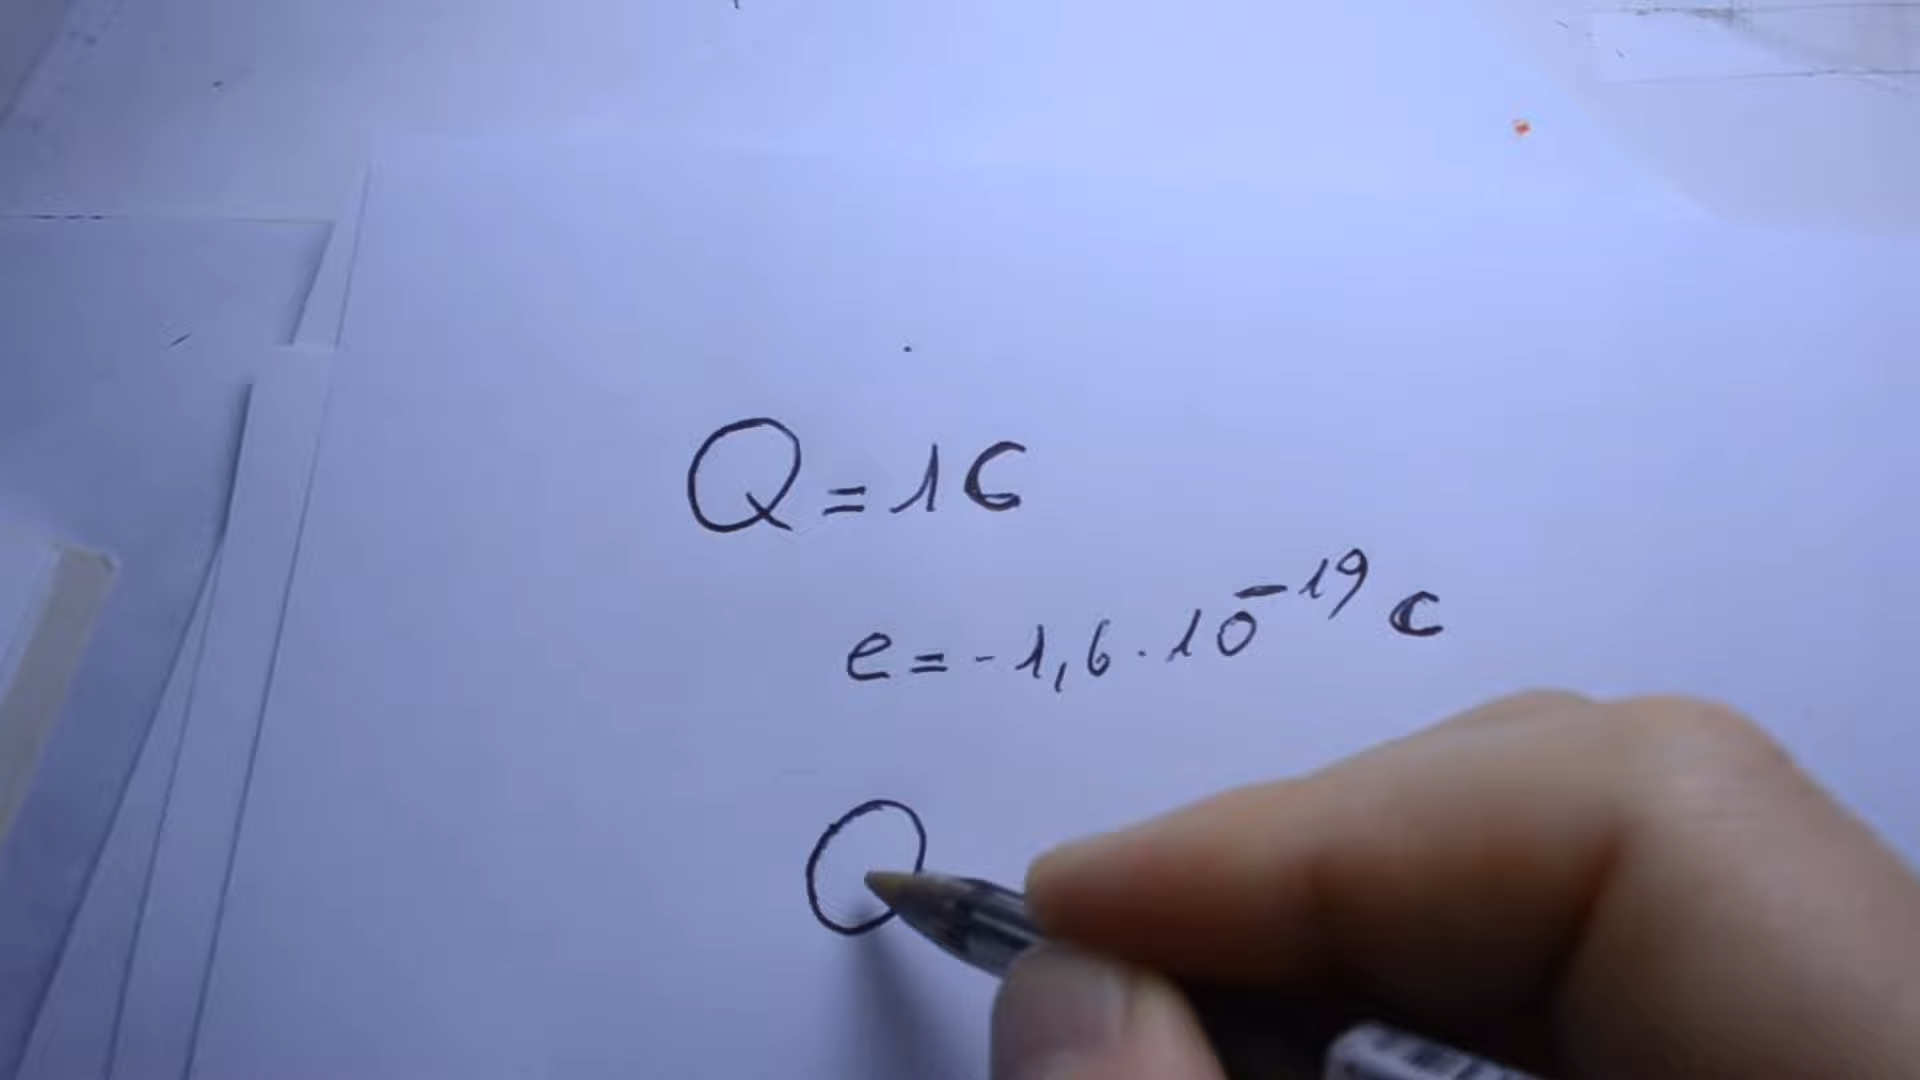 Q = 1C
e = -1,6 · 10⁻¹⁹ C
Q